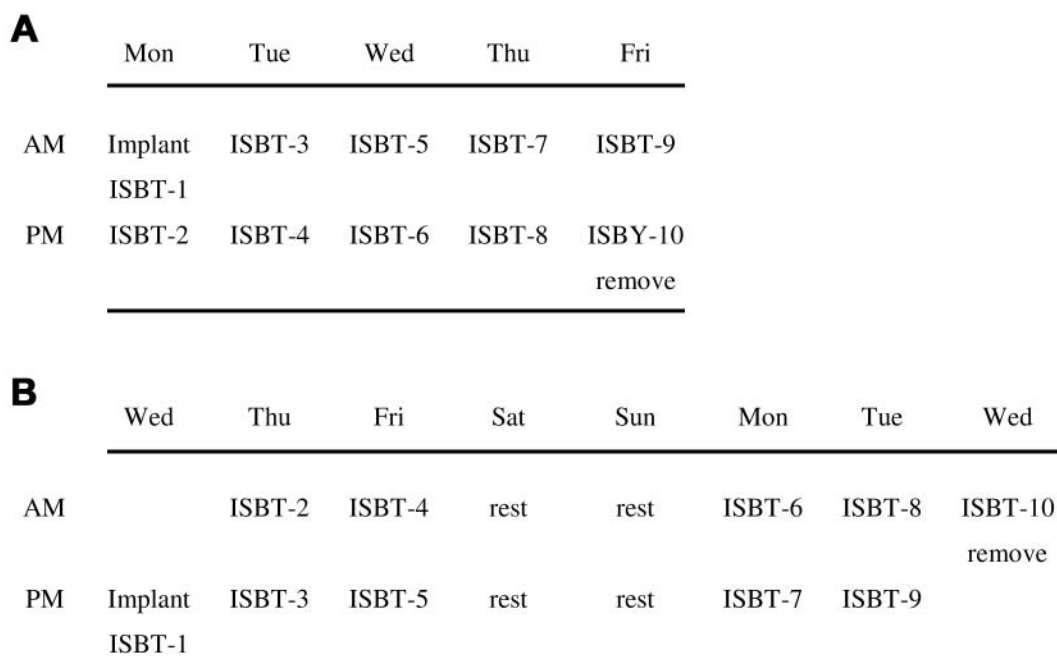 A
Mon Tue Wed Thu Fri
AM Implant ISBT-3 ISBT-5 ISBT-7 ISBT-9
ISBT-1
PM ISBT-2 ISBT-4 ISBT-6 ISBT-8 ISBY-10
remove
B
Wed Thu Fri Sat Sun Mon Tue Wed
AM ISBT-2 ISBT-4 rest rest ISBT-6 ISBT-8 ISBT-10
remove
PM Implant ISBT-3 ISBT-5 rest rest ISBT-7 ISBT-9
ISBT-1